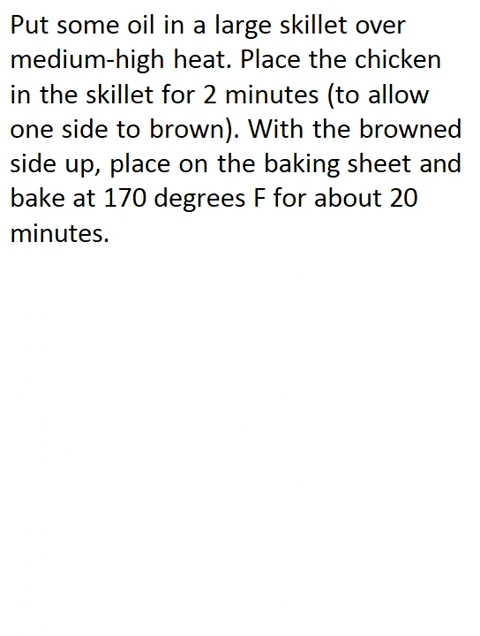 Put some oil in a large skillet over
medium-high heat. Place the chicken
in the skillet for 2 minutes (to allow
one side to brown). With the browned
side up, place on the baking sheet and
bake at 170 degrees F for about 20
minutes.